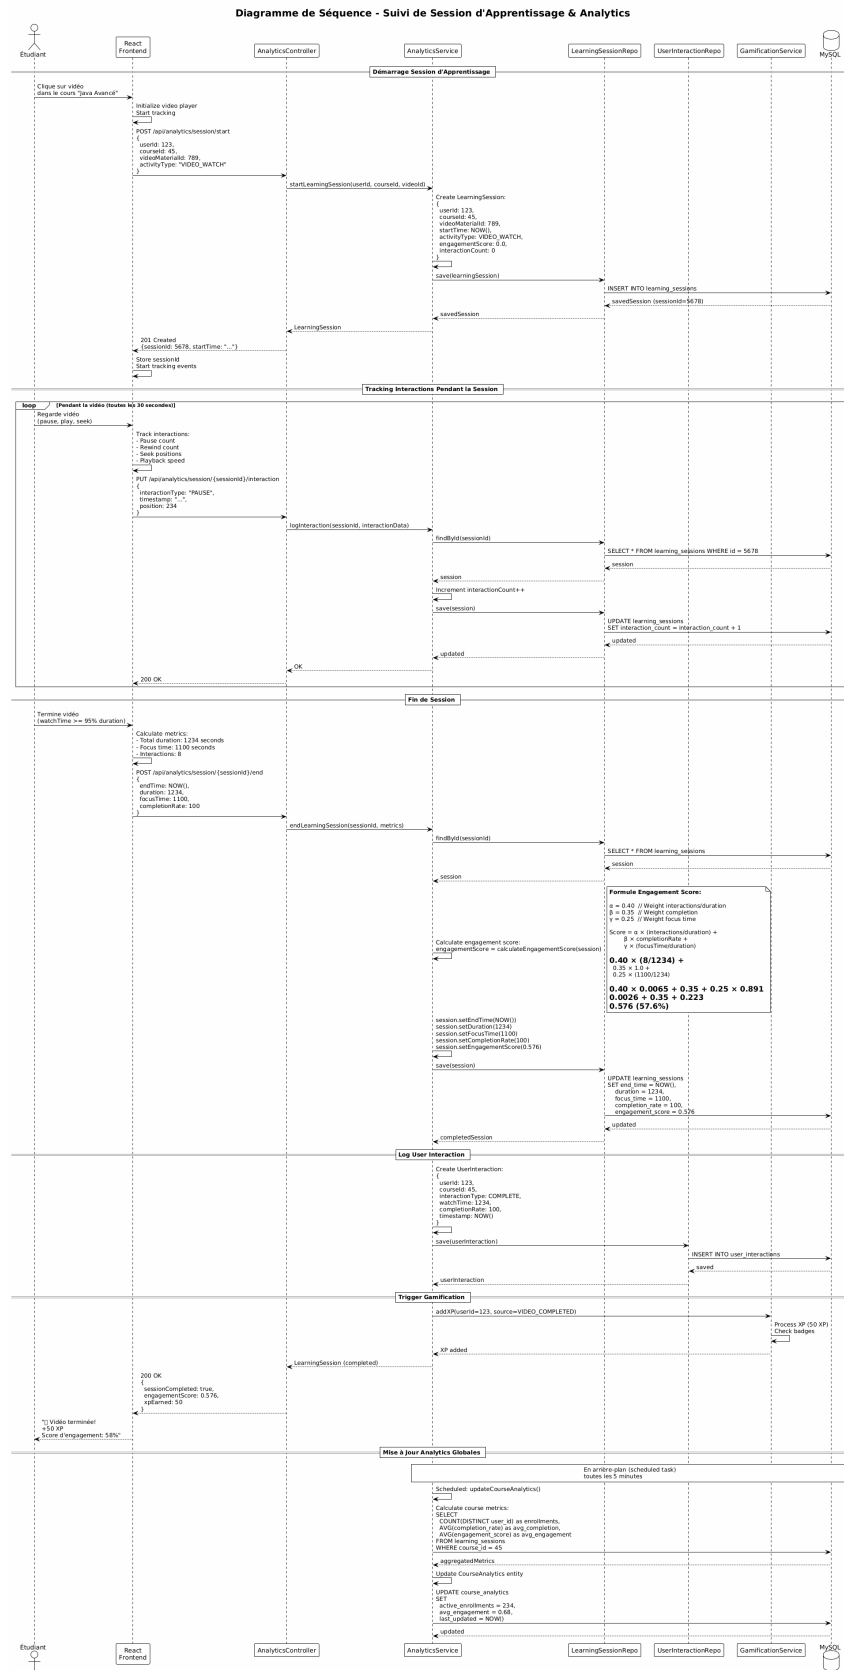 Diagramme de Séquence - Suivi de Session d'Apprentissage & Analytics
Étudiant
React
Frontend
AnalyticsController
AnalyticsService
LearningSessionRepo
UserInteractionRepo
GamificationService
MySQL
Démarrage Session d'Apprentissage
Clique sur vidéo
dans le cours "Java Avancé"
Initialize video player
Start tracking
POST /api/analytics/session/start
{
userId: 123,
courseId: 45,
videoMaterialId: 789,
activityType: "VIDEO_WATCH"
}
startLearningSession(userId, courseId, videoId)
Create LearningSession:
{
userId: 123,
courseId: 45,
videoMaterialId: 789,
startTime: NOW(),
activityType: VIDEO_WATCH,
engagementScore: 0.0,
interactionCount: 0
}
save(learningSession)
INSERT INTO learning_sessions
savedSession (sessionId=5678)
savedSession
LearningSession
201 Created
{sessionId: 5678, startTime: "..."}
Store sessionId
Start tracking events
Tracking Interactions Pendant la Session
loop
[Pendant la vidéo (toutes les 30 secondes)]
Regarde vidéo
(pause, play, seek)
Track interactions:
- Pause count
- Rewind count
- Seek positions
- Playback speed
PUT /api/analytics/session/{sessionId}/interaction
{
interactionType: "PAUSE",
timestamp: "...",
position: 234
}
logInteraction(sessionId, interactionData)
findById(sessionId)
SELECT * FROM learning_sessions WHERE id = 5678
session
session
Increment interactionCount++
save(session)
UPDATE learning_sessions
SET interaction_count = interaction_count + 1
updated
updated
OK
200 OK
Fin de Session
Termine vidéo
(watchTime >= 95% duration)
Calculate metrics:
- Total duration: 1234 seconds
- Focus time: 1100 seconds
- Interactions: 8
POST /api/analytics/session/{sessionId}/end
{
endTime: NOW(),
duration: 1234,
focusTime: 1100,
completionRate: 100
}
endLearningSession(sessionId, metrics)
findById(sessionId)
SELECT * FROM learning_sessions
session
session
Formule Engagement Score:
α = 0.40 // Weight interactions/duration
β = 0.35 // Weight completion
γ = 0.25 // Weight focus time
Score = α × (interactions/duration) +
β × completionRate +
γ × (focusTime/duration)
0.40 × (8/1234) +
0.35 × 1.0 +
0.25 × (1100/1234)
0.40 × 0.0065 + 0.35 + 0.25 × 0.891
0.0026 + 0.35 + 0.223
0.576 (57.6%)
Calculate engagement score:
engagementScore = calculateEngagementScore(session)
session.setEndTime(NOW())
session.setDuration(1234)
session.setFocusTime(1100)
session.setCompletionRate(100)
session.setEngagementScore(0.576)
save(session)
UPDATE learning_sessions
SET end_time = NOW(),
duration = 1234,
focus_time = 1100,
completion_rate = 100,
engagement_score = 0.576
updated
completedSession
Log User Interaction
Create UserInteraction:
{
userId: 123,
courseId: 45,
interactionType: COMPLETE,
watchTime: 1234,
completionRate: 100,
timestamp: NOW()
}
save(userInteraction)
INSERT INTO user_interactions
saved
userInteraction
Trigger Gamification
addXP(userId=123, source=VIDEO_COMPLETED)
Process XP (50 XP)
Check badges
XP added
LearningSession (completed)
200 OK
{
sessionCompleted: true,
engagementScore: 0.576,
xpEarned: 50
}
" Vidéo terminée!
+50 XP
Score d'engagement: 58%"
Mise à Jour Analytics Globales
En arrière-plan (scheduled task)
toutes les 5 minutes
Scheduled: updateCourseAnalytics()
Calculate course metrics:
SELECT
COUNT(DISTINCT user_id) as enrollments,
AVG(completion_rate) as avg_completion,
AVG(engagement_score) as avg_engagement
FROM learning_sessions
WHERE course_id = 45
aggregatedMetrics
Update CourseAnalytics entity
UPDATE course_analytics
SET
active_enrollments = 234,
avg_engagement = 0.68,
last_updated = NOW()
updated
Étudiant
React
Frontend
AnalyticsController
AnalyticsService
LearningSessionRepo
UserInteractionRepo
GamificationService
MySQL